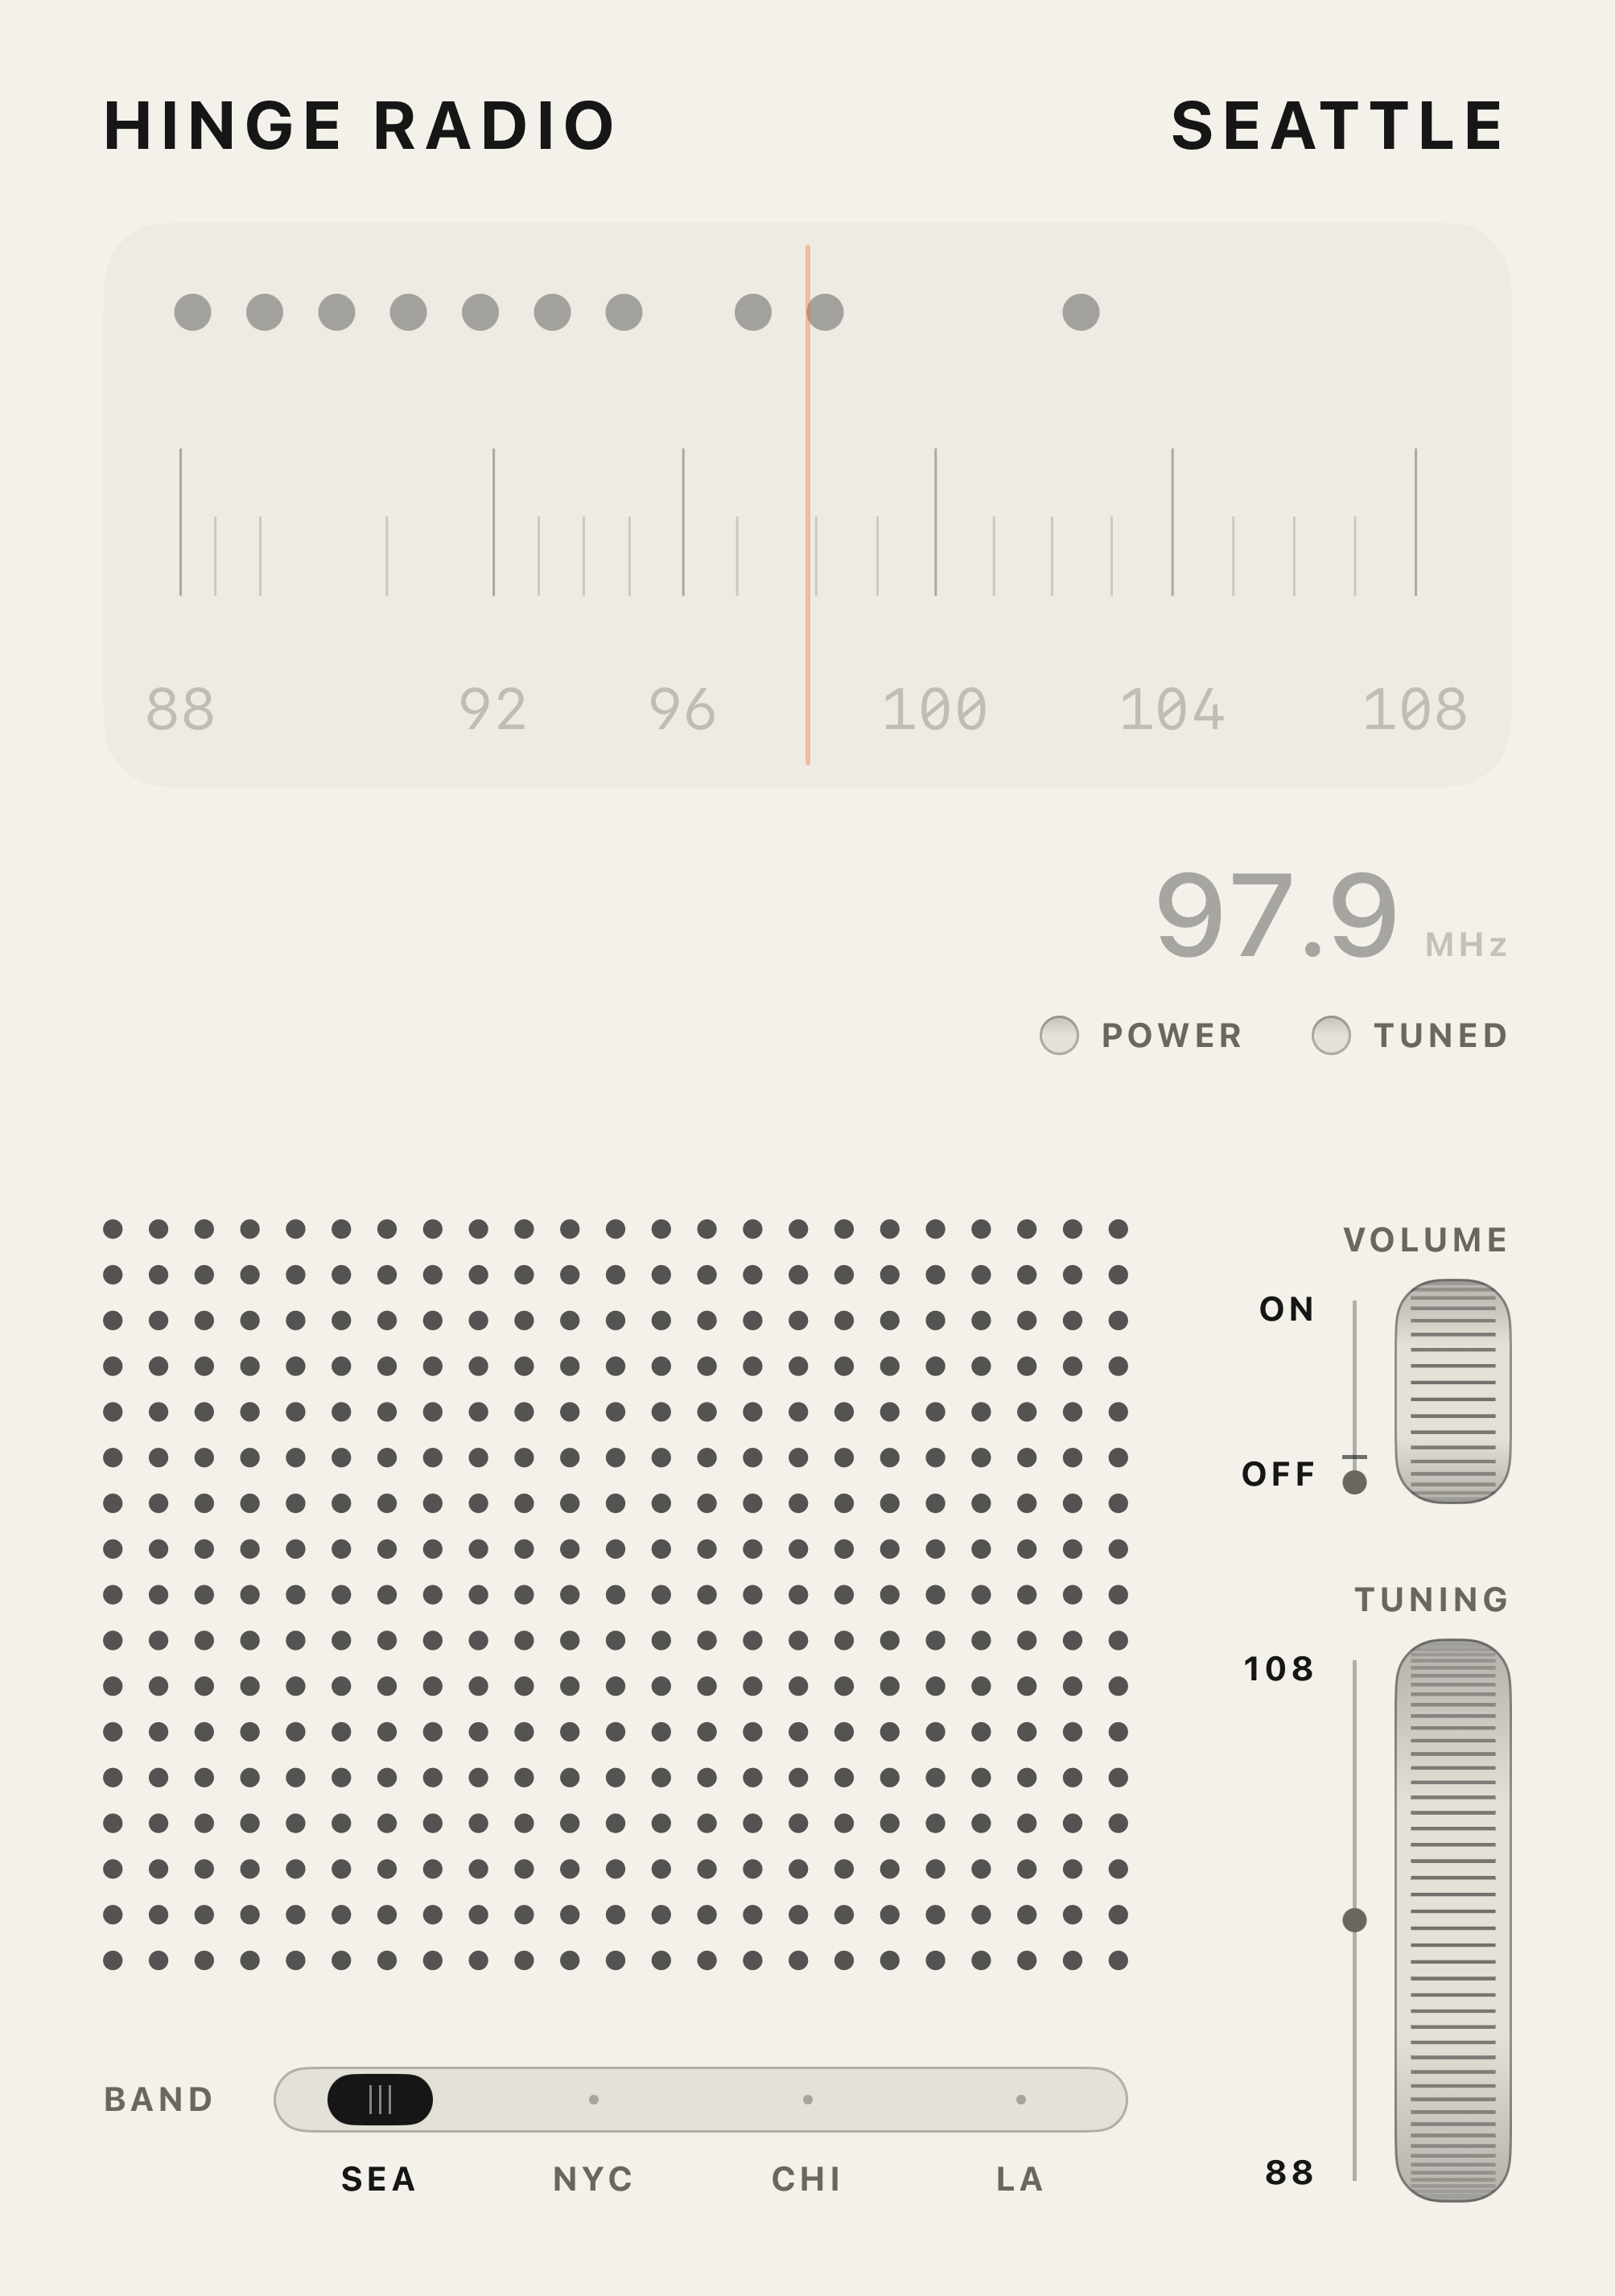 HINGE RADIO SEATTLE
88 92 96 100 104 108
97.9 MHz
POWER TUNED
VOLUME
ON
OFF
TUNING
108
88
BAND
SEA NYC CHI LA